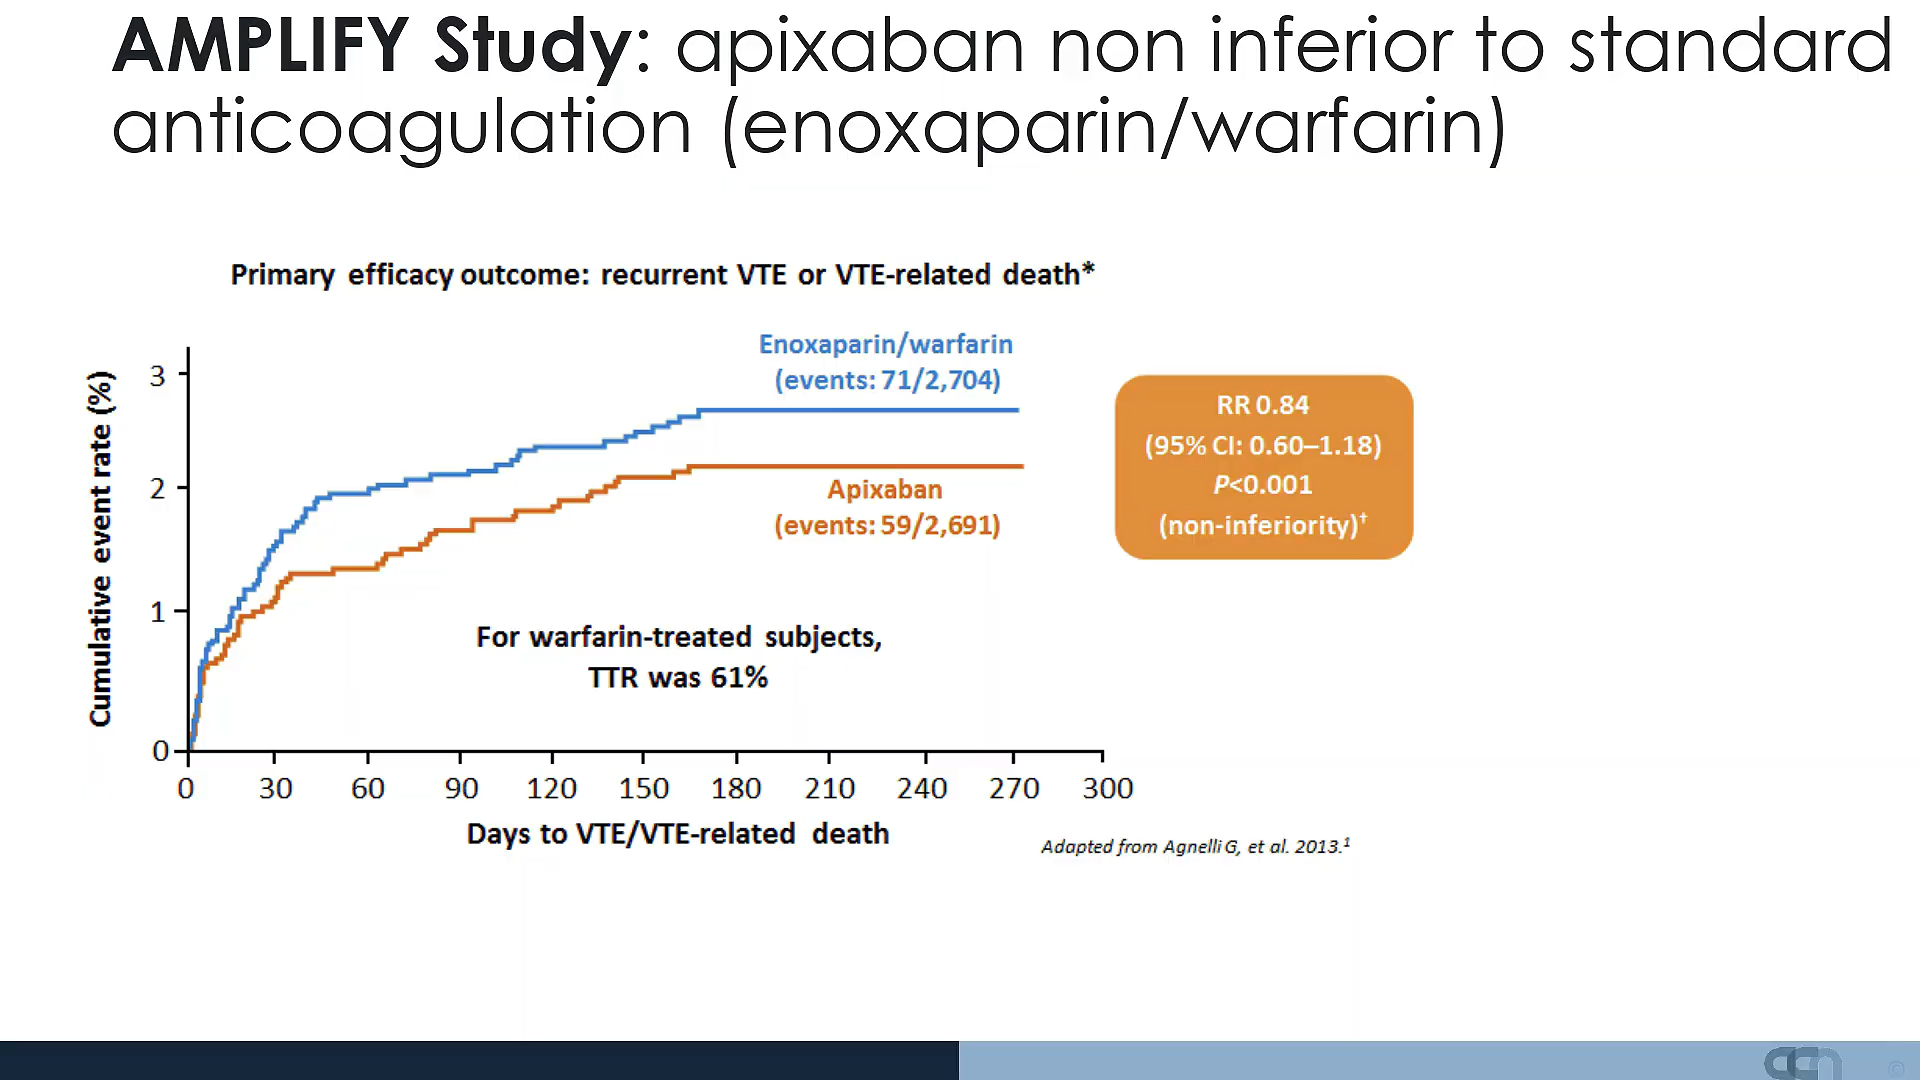 AMPLIFY Study: apixaban non inferior to standard
anticoagulation (enoxaparin/warfarin)
Primary efficacy outcome: recurrent VTE or VTE-related death*
Enoxaparin/warfarin
(events: 71/2,704)
Apixaban
(events: 59/2,691)
RR 0.84
(95% CI: 0.60–1.18)
P<0.001
(non-inferiority)†
For warfarin-treated subjects,
TTR was 61%
Cumulative event rate (%)
3
2
1
0
0 30 60 90 120 150 180 210 240 270 300
Days to VTE/VTE-related death
Adapted from Agnelli G, et al. 2013.¹